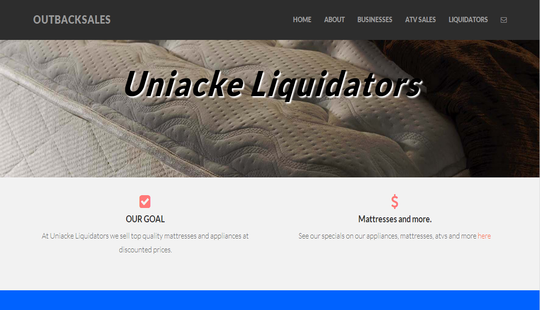 OUTBACKSALES
HOME ABOUT BUSINESSES ATV SALES LIQUIDATORS
Uniacke Liquidators
OUR GOAL
At Uniacke Liquidators we sell top quality mattresses and appliances at
discounted prices.
$
Mattresses and more.
See our specials on our appliances, mattresses, atvs and more here